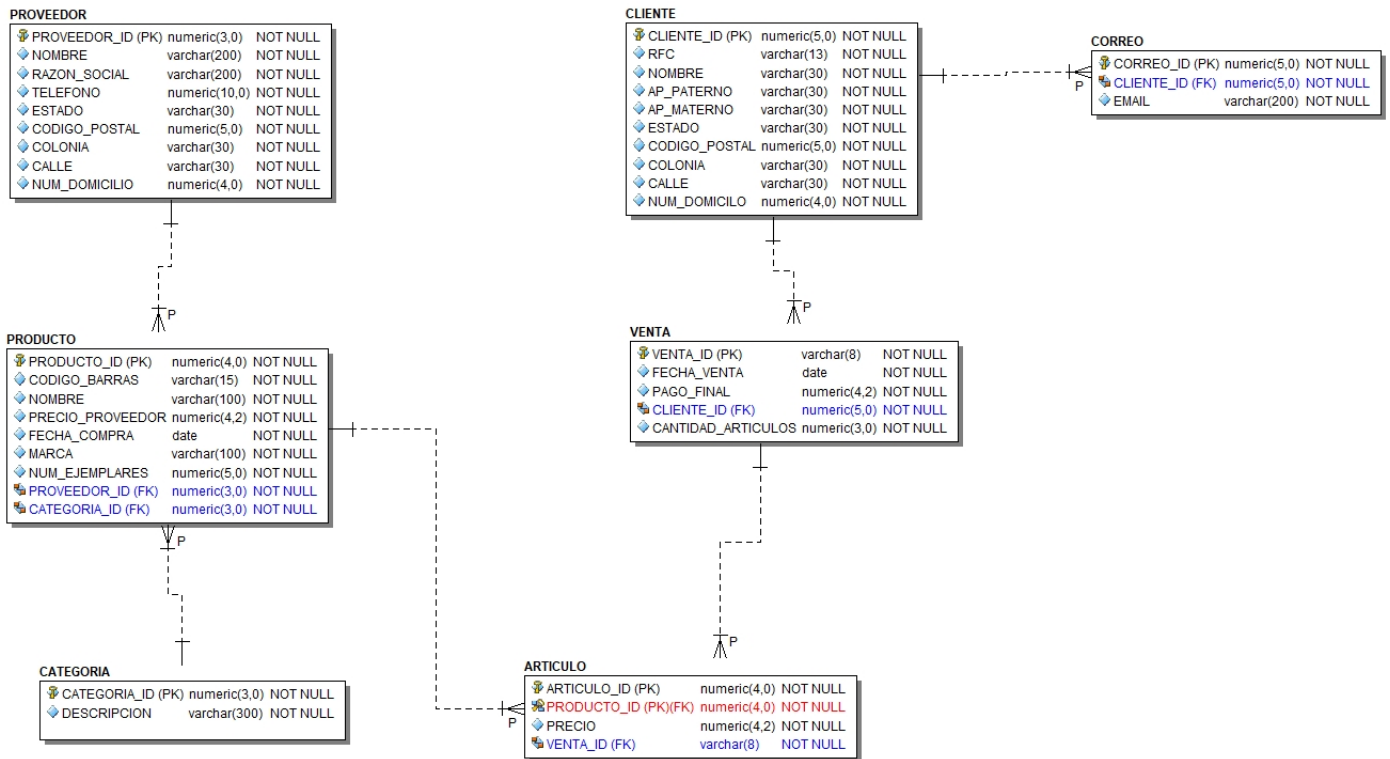 PROVEEDOR
PROVEEDOR_ID (PK) numeric(3,0) NOT NULL
NOMBRE varchar(200) NOT NULL
RAZON_SOCIAL varchar(200) NOT NULL
TELEFONO numeric(10,0) NOT NULL
ESTADO varchar(30) NOT NULL
CODIGO_POSTAL numeric(5,0) NOT NULL
COLONIA varchar(30) NOT NULL
CALLE varchar(30) NOT NULL
NUM_DOMICILIO numeric(4,0) NOT NULL
P
CLIENTE
CLIENTE_ID (PK) numeric(5,0) NOT NULL
RFC varchar(13) NOT NULL
NOMBRE varchar(30) NOT NULL
AP_PATERNO varchar(30) NOT NULL
AP_MATERNO varchar(30) NOT NULL
ESTADO varchar(30) NOT NULL
CODIGO_POSTAL numeric(5,0) NOT NULL
COLONIA varchar(30) NOT NULL
CALLE varchar(30) NOT NULL
NUM_DOMICILO numeric(4,0) NOT NULL
P
CORREO
CORREO_ID (PK) numeric(5,0) NOT NULL
CLIENTE_ID (FK) numeric(5,0) NOT NULL
EMAIL varchar(200) NOT NULL
P
PRODUCTO
PRODUCTO_ID (PK) numeric(4,0) NOT NULL
CODIGO_BARRAS varchar(15) NOT NULL
NOMBRE varchar(100) NOT NULL
PRECIO_PROVEEDOR numeric(4,2) NOT NULL
FECHA_COMPRA date NOT NULL
MARCA varchar(100) NOT NULL
NUM_EJEMPLARES numeric(5,0) NOT NULL
PROVEEDOR_ID (FK) numeric(3,0) NOT NULL
CATEGORIA_ID (FK) numeric(3,0) NOT NULL
P
VENTA
VENTA_ID (PK) varchar(8) NOT NULL
FECHA_VENTA date NOT NULL
PAGO_FINAL numeric(4,2) NOT NULL
CLIENTE_ID (FK) numeric(5,0) NOT NULL
CANTIDAD_ARTICULOS numeric(3,0) NOT NULL
P
CATEGORIA
CATEGORIA_ID (PK) numeric(3,0) NOT NULL
DESCRIPCION varchar(300) NOT NULL
P
ARTICULO
ARTICULO_ID (PK) numeric(4,0) NOT NULL
PRODUCTO_ID (PK)(FK) numeric(4,0) NOT NULL
PRECIO numeric(4,2) NOT NULL
VENTA_ID (FK) varchar(8) NOT NULL